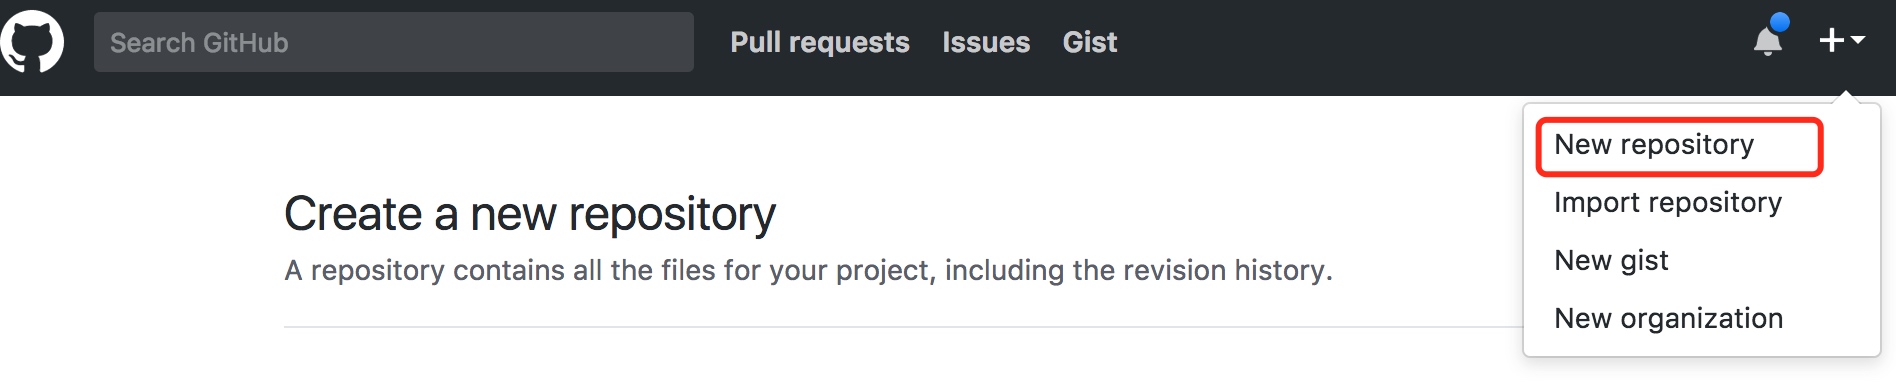 Search GitHub
Pull requests Issues Gist
New repository
Import repository
New gist
New organization
Create a new repository
A repository contains all the files for your project, including the revision history.